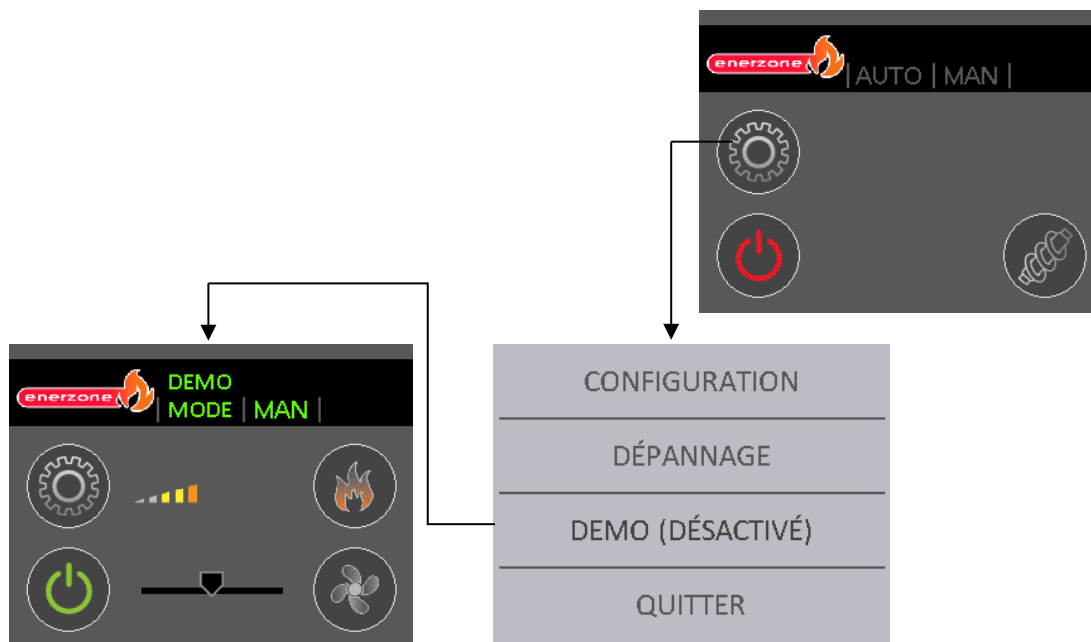 enerzone
| AUTO | MAN |
enerzone
DEMO
| MODE | MAN |
CONFIGURATION
DÉPANNAGE
DEMO (DÉSACTIVÉ)
QUITTER